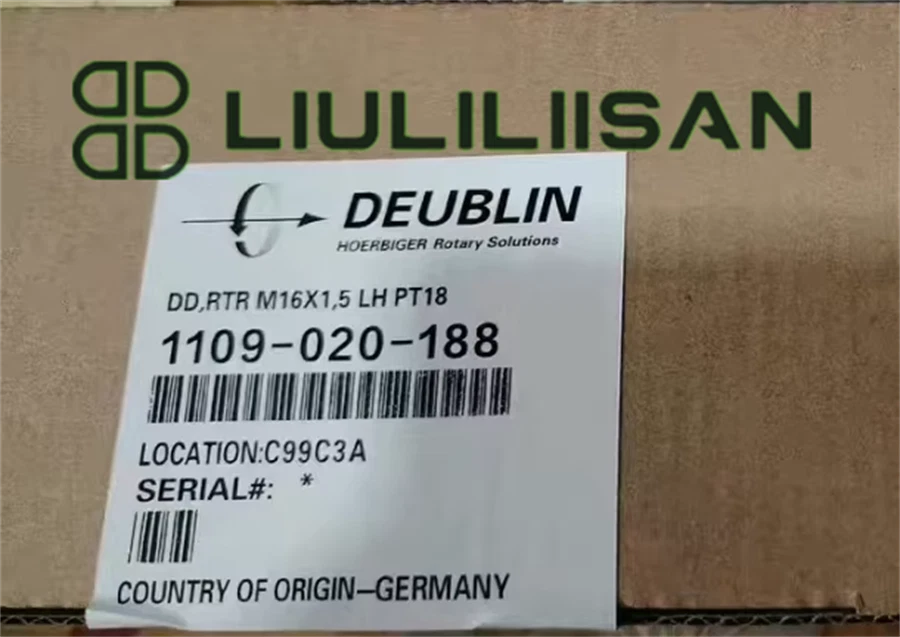 LIULILIISAN
DEUBLIN
HOERBIGER Rotary Solutions
DD,RTR M16X1,5 LH PT18
1109-020-188
LOCATION:C99C3A
SERIAL#: *
COUNTRY OF ORIGIN-GERMANY